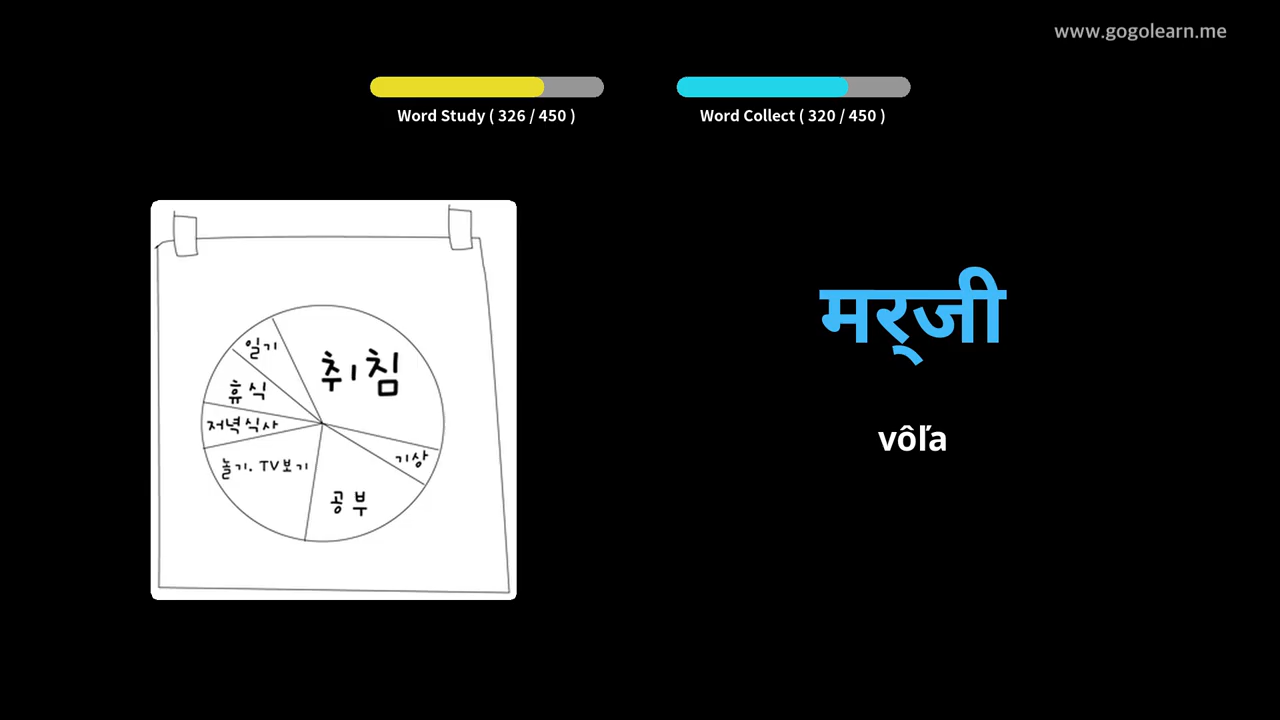 www.gogolearn.me
Word Study ( 326 / 450 )
Word Collect ( 320 / 450 )
일기
취침
휴식
저녁식사
놀기. TV보기
기상
공부
मर्‌जी
vôľa